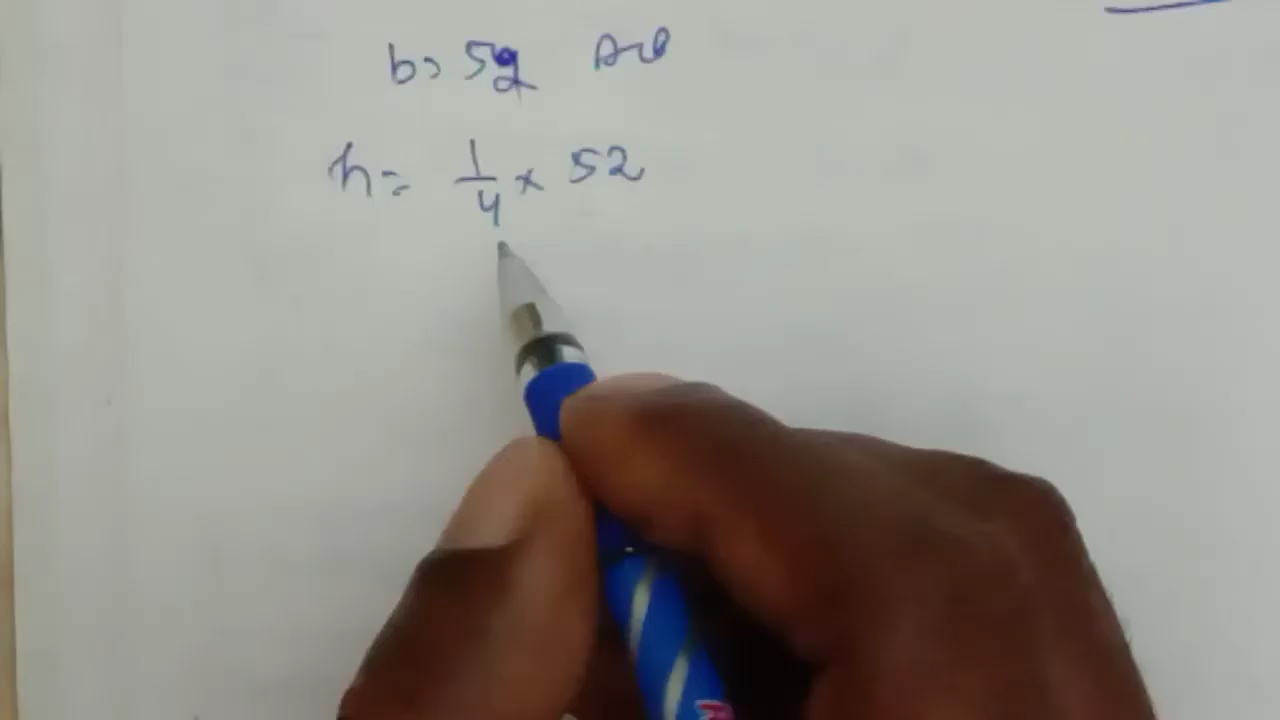 b = 52
h = 1/4 × 52